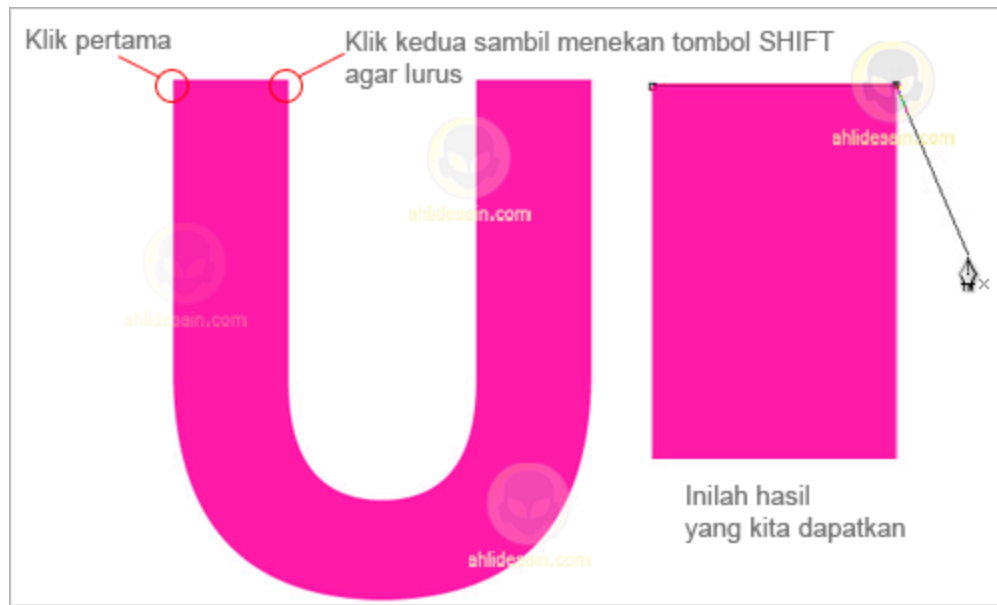 Klik pertama
Klik kedua sambil menekan tombol SHIFT
agar lurus
ahlidesain.com
ahlidesain.com
ahlidesain.com
Inilah hasil
yang kita dapatkan
ahlidesain.com